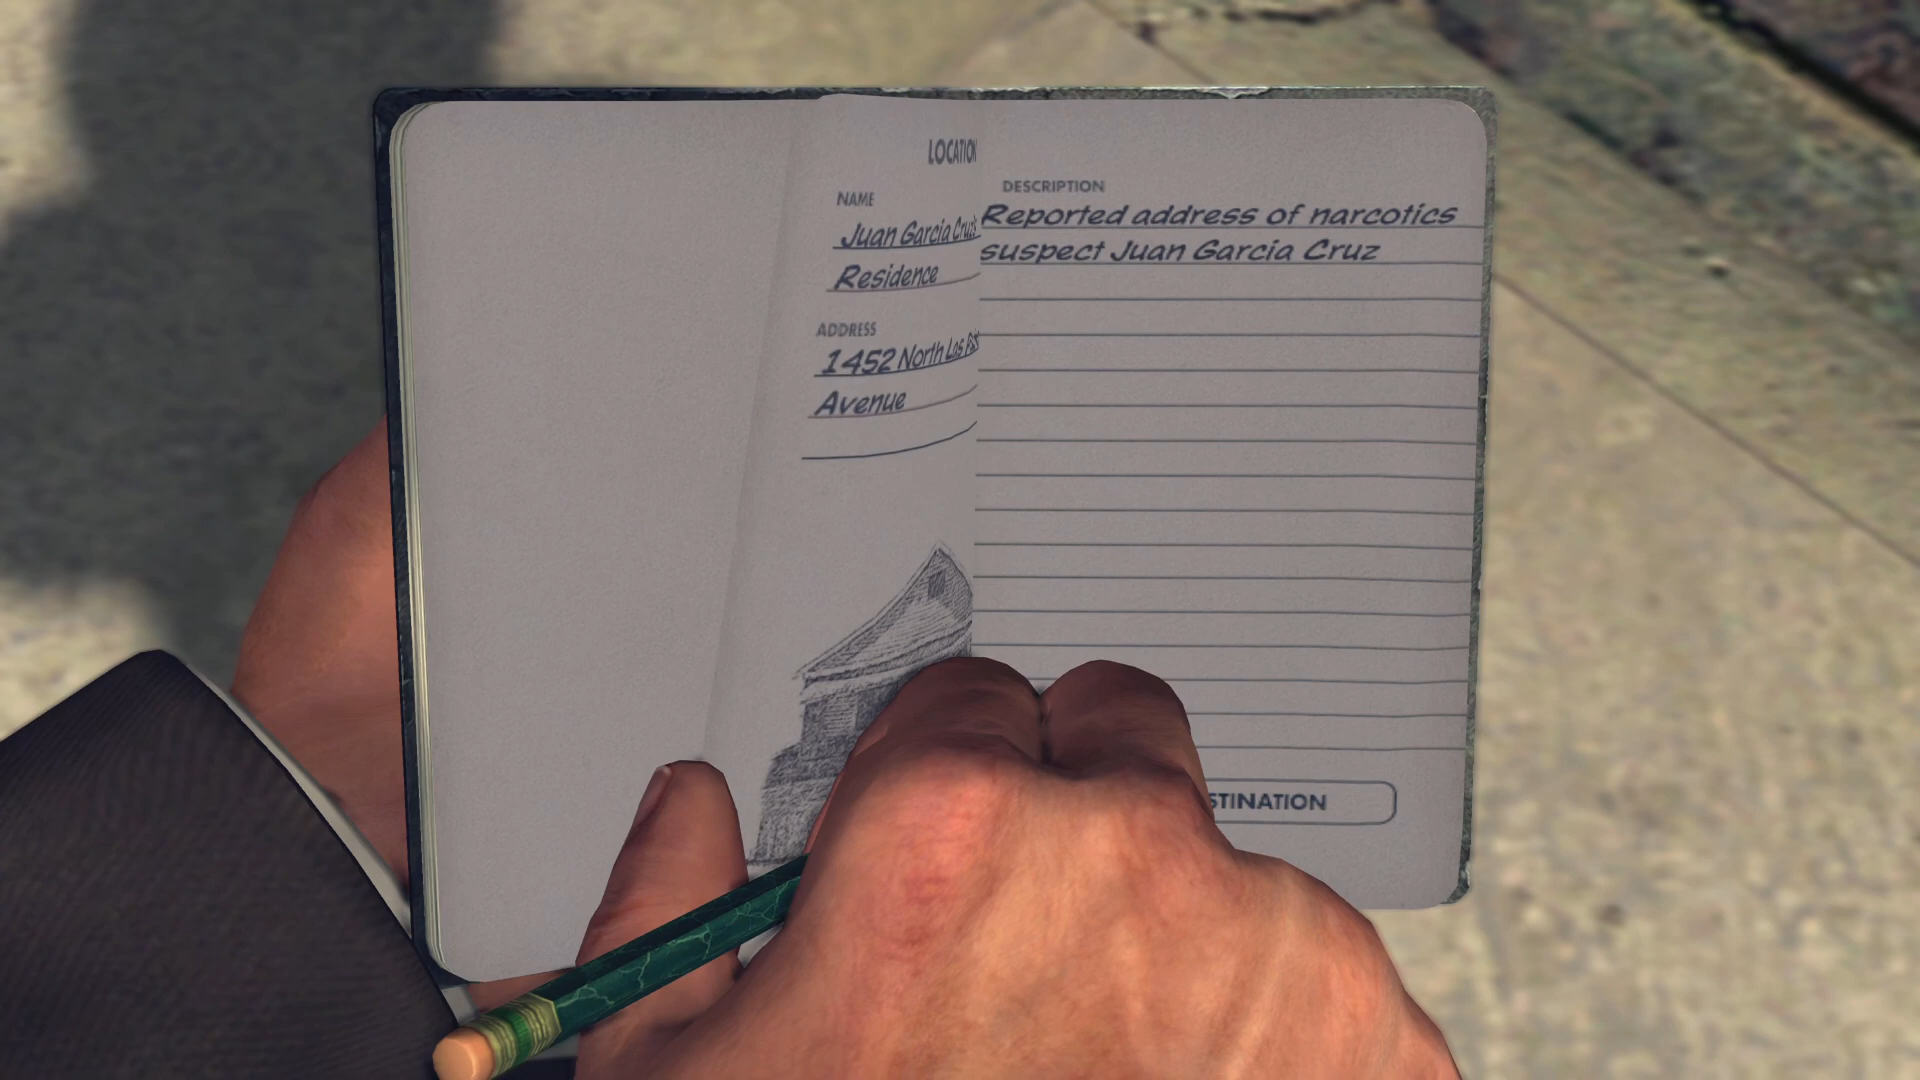 LOCATION
NAME
Juan Garcia Cruz's
Residence
ADDRESS
1452 North Las
Avenue
DESCRIPTION
Reported address of narcotics
suspect Juan Garcia Cruz
STINATION